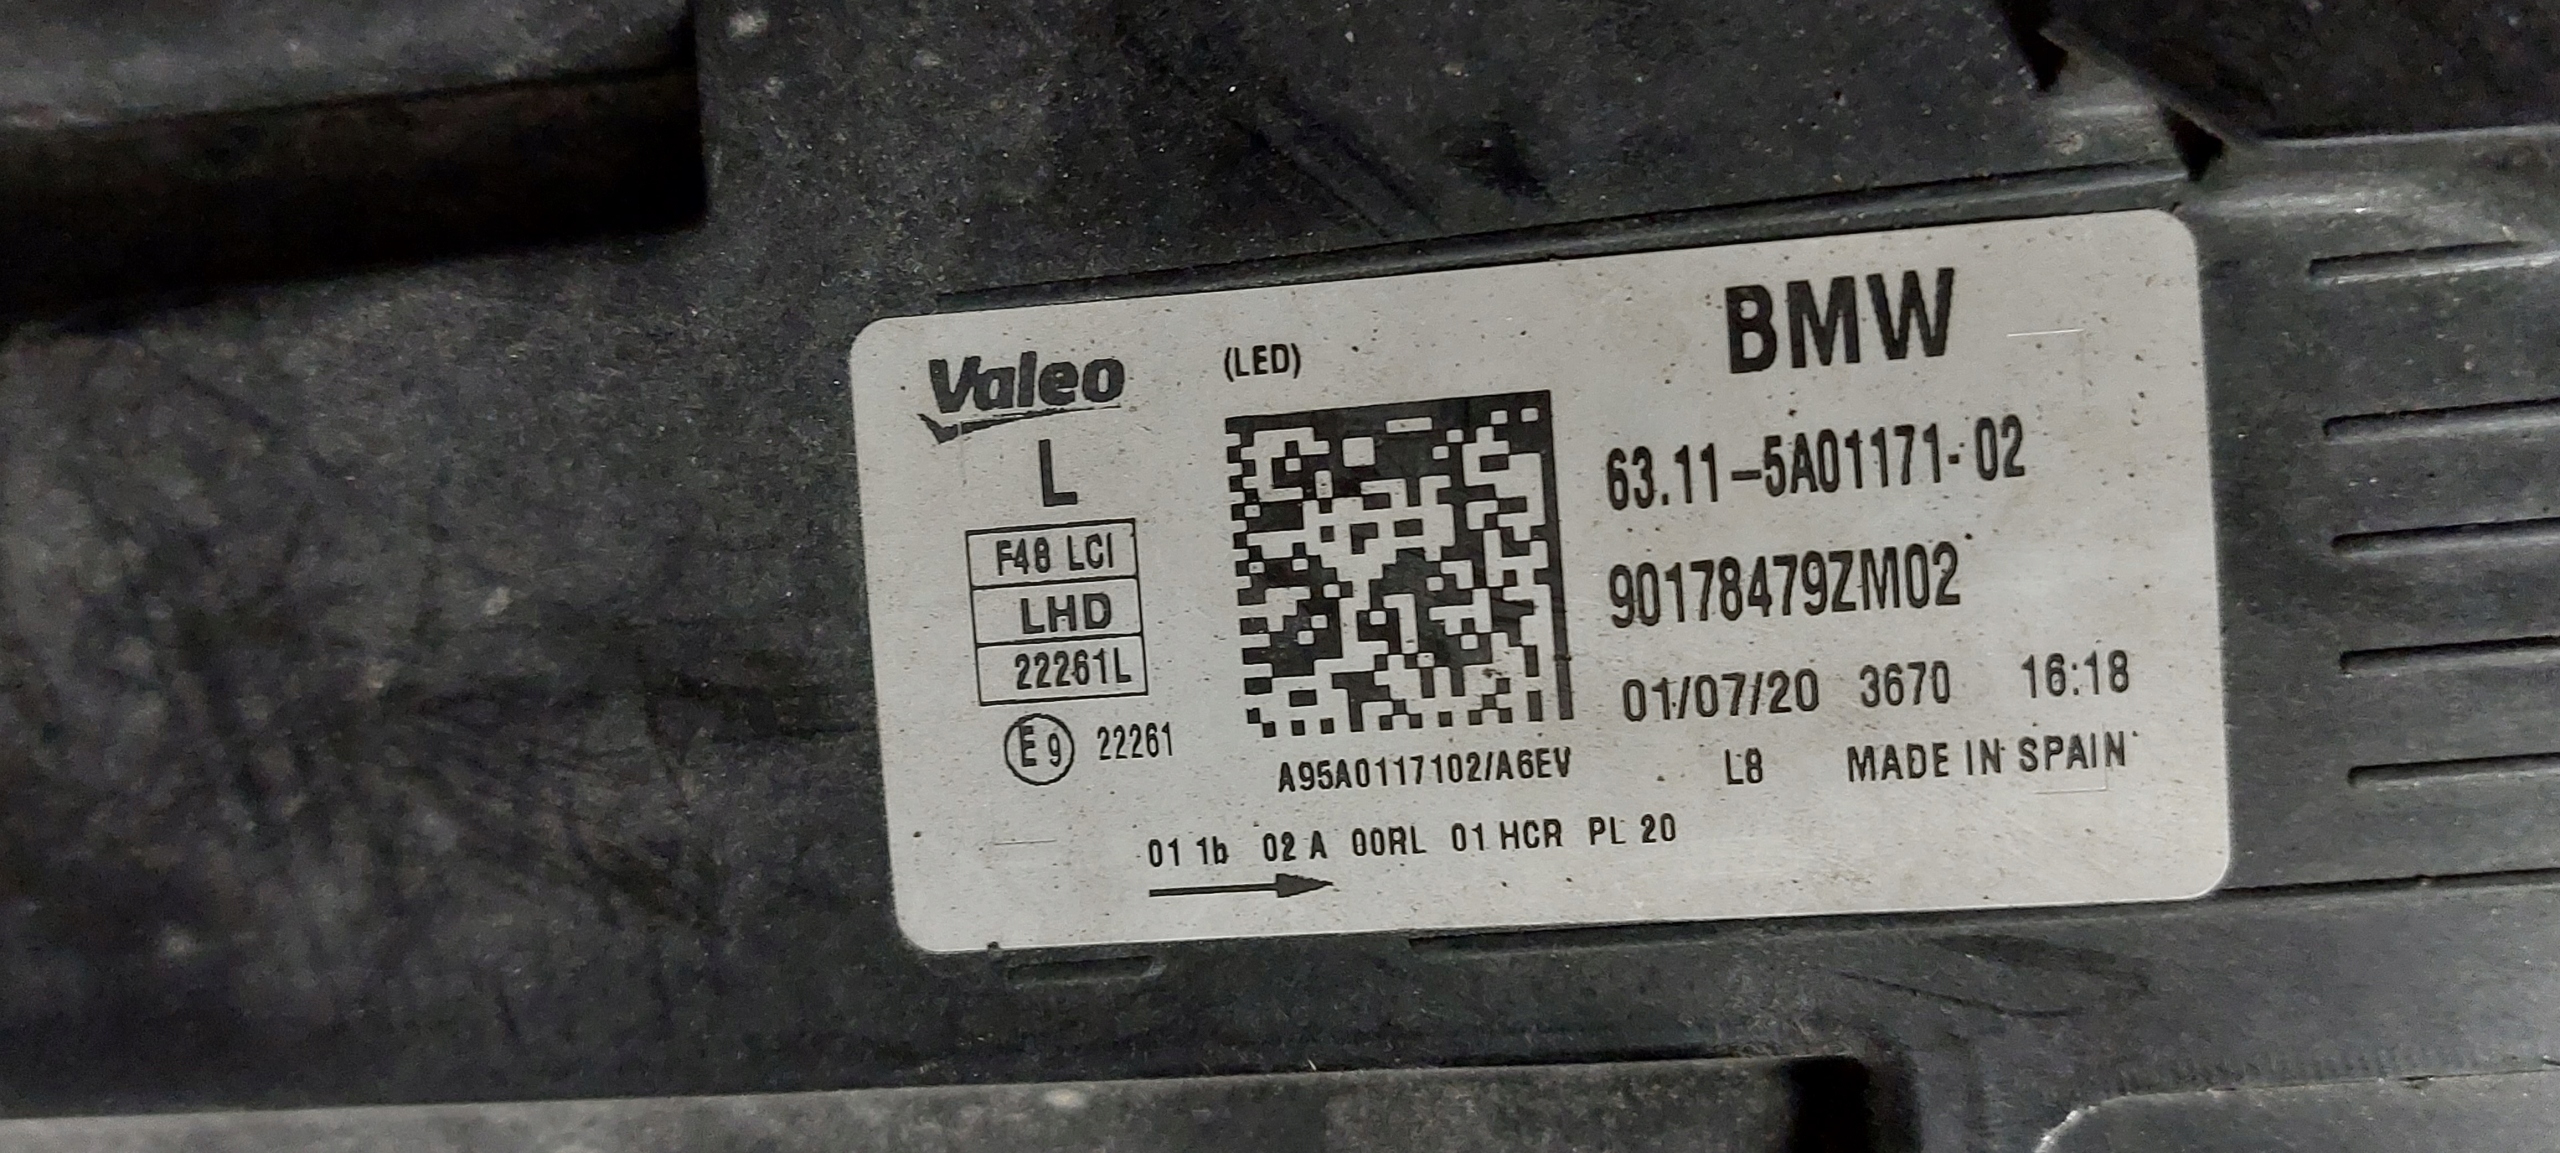 Valeo
(LED)
BMW
L
F48 LCI
LHD
22261L
E9 22261
A95A0117102/A6EV
63.11-5A01171-02
90178479ZM02
01/07/20 3670 16:18
L8 MADE IN SPAIN
01 1b 02 A 00RL 01 HCR PL 20